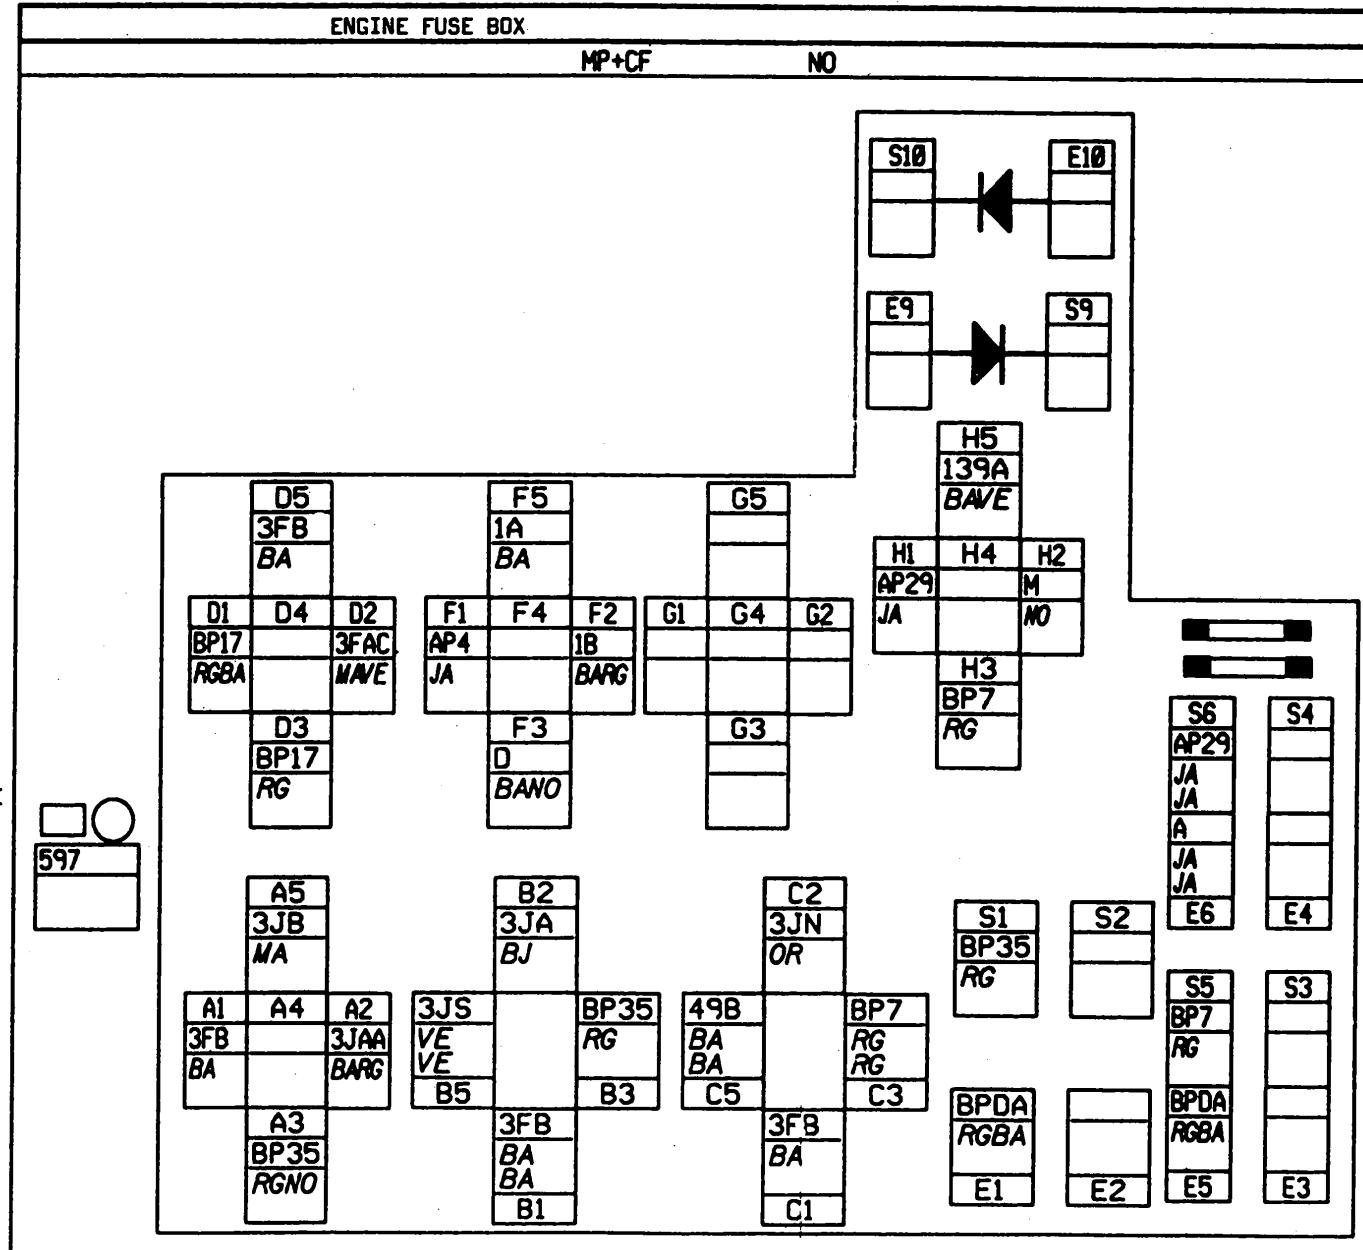 ENGINE FUSE BOX
MP+CF NO
S10 E10
E9 S9
H5
139A
BAVE
H1 H4 H2
AP29 M
JA NO
H3
BP7
RG
D5
3FB
BA
D1 D4 D2
BP17 3FAC
RGBA MAVE
D3
BP17
RG
F5
1A
BA
F1 F4 F2
AP4 1B
JA BARG
F3
D
BANO
G5
G1 G4 G2
G3
S6
AP29
JA
JA
A
JA
JA
E6
S4
E4
597
A5
3JB
MA
A1 A4 A2
3FB 3JAA
BA BARG
A3
BP35
RGNO
B2
3JA
BJ
3JS BP35
VE RG
VE
B5 B3
3FB
BA
BA
B1
C2
3JN
OR
49B BP7
BA RG
BA RG
C5 C3
3FB
BA
C1
S1
BP35
RG
BPDA
RGBA
E1
S2
E2
S5
BP7
RG
BPDA
RGBA
E5
S3
E3